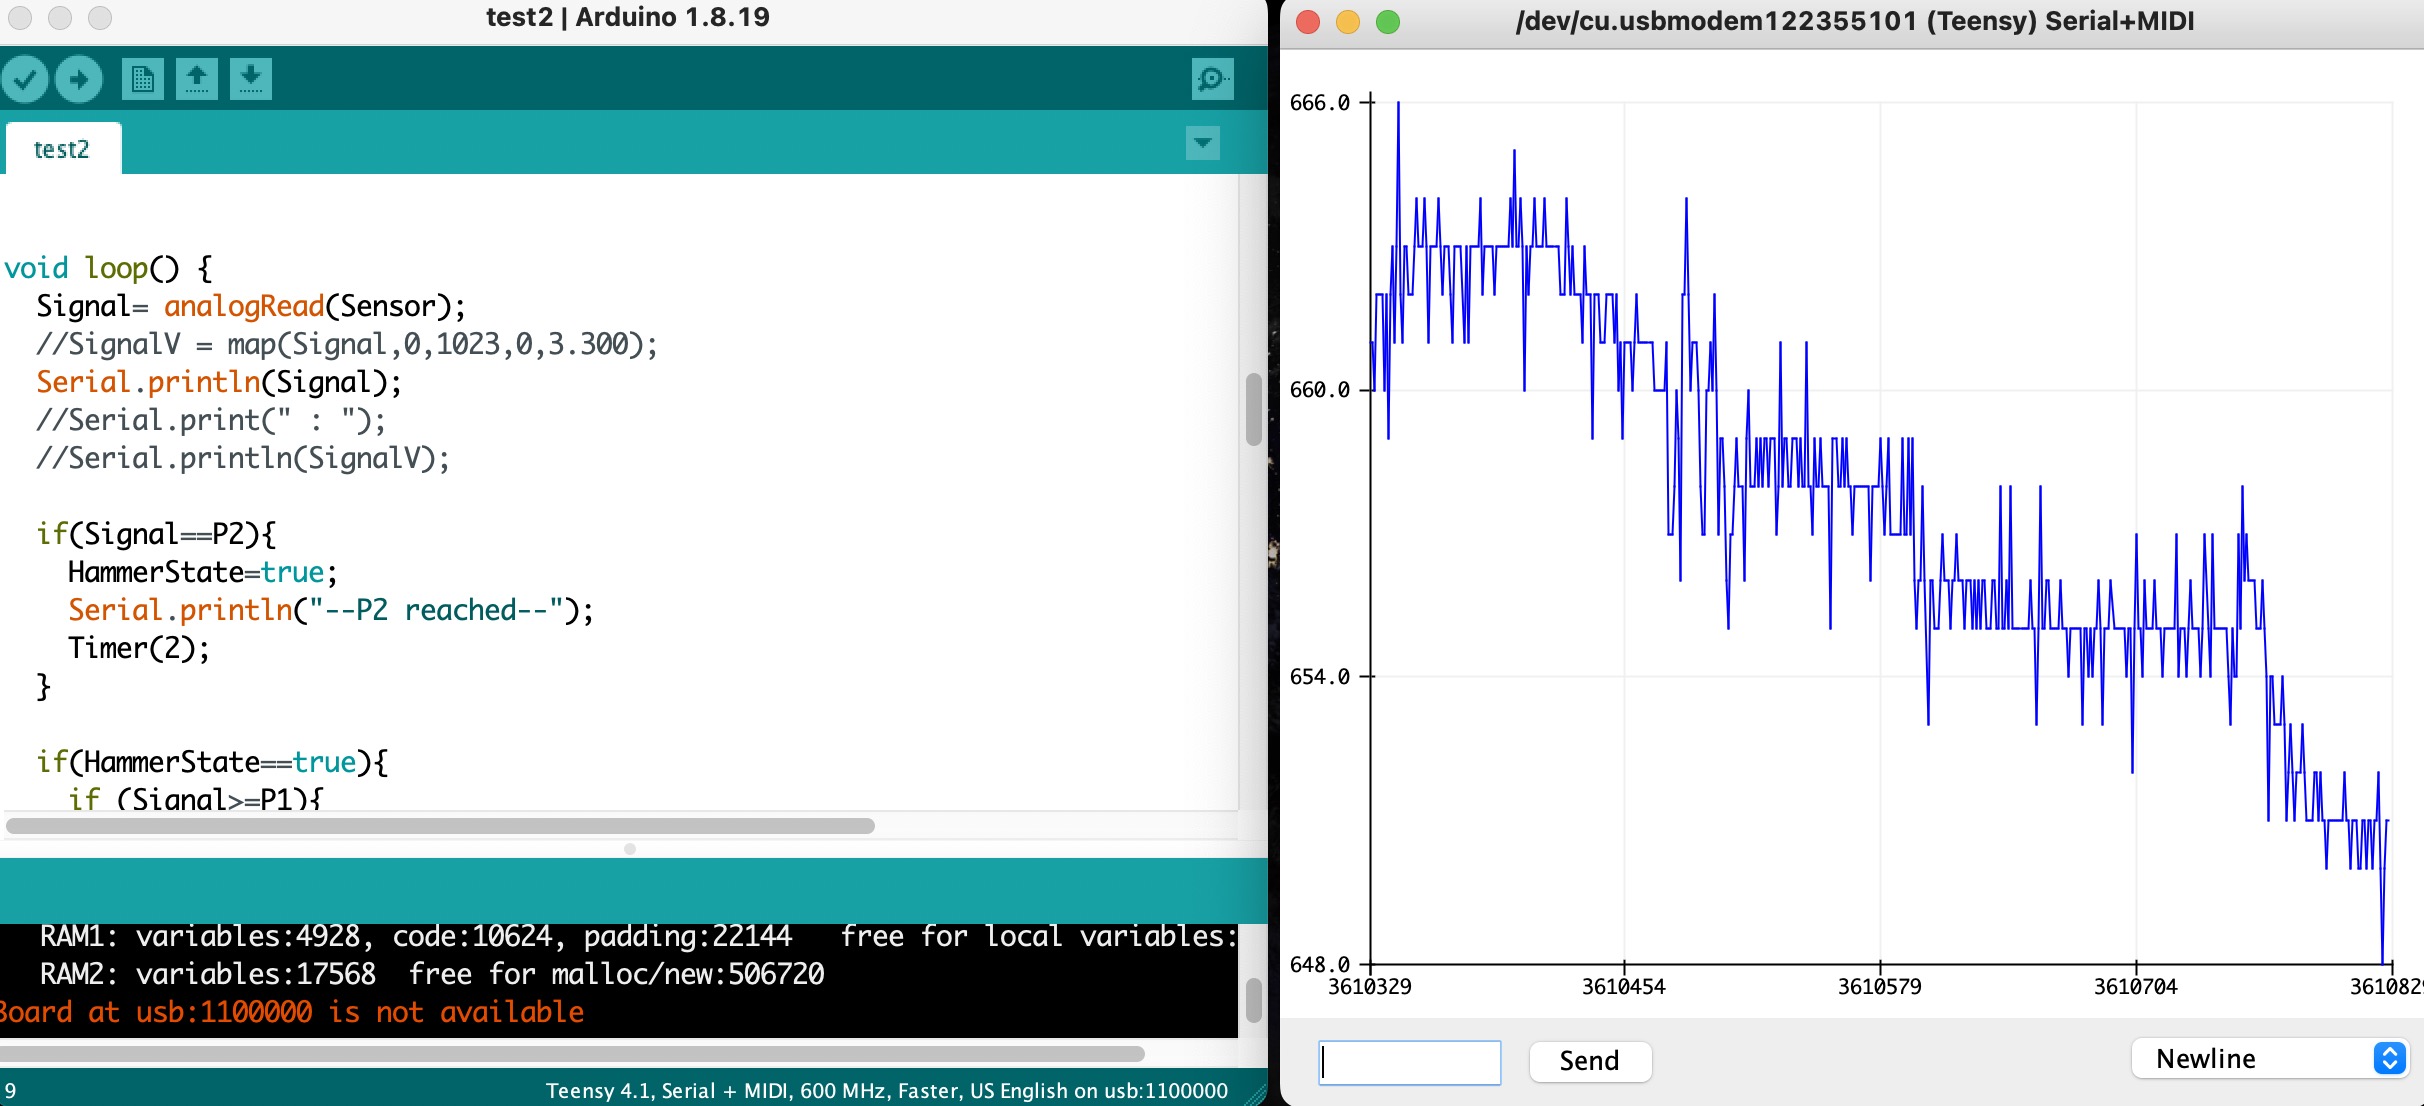 test2 | Arduino 1.8.19
test2
void loop() {
Signal= analogRead(Sensor);
//SignalV = map(Signal,0,1023,0,3.300);
Serial.println(Signal);
//Serial.print(" : ");
//Serial.println(SignalV);
if(Signal==P2){
HammerState=true;
Serial.println("--P2 reached--");
Timer(2);
}
if(HammerState==true){
if (Signal>=P1){
RAM1: variables:4928, code:10624, padding:22144   free for local variables:
RAM2: variables:17568  free for malloc/new:506720
Board at usb:1100000 is not available
9
Teensy 4.1, Serial + MIDI, 600 MHz, Faster, US English on usb:1100000
/dev/cu.usbmodem122355101 (Teensy) Serial+MIDI
666.0
660.0
654.0
648.0
3610329 3610454 3610579 3610704 361082
Send
Newline